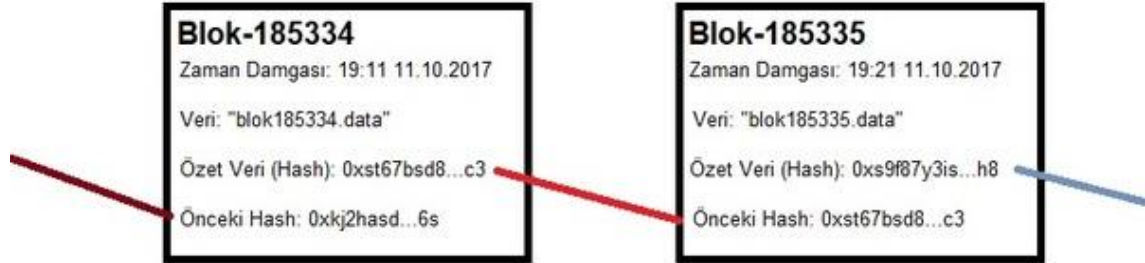 Blok-185334
Zaman Damgası: 19:11 11.10.2017
Veri: "blok185334.data"
Özet Veri (Hash): 0xst67bsd8...c3
Önceki Hash: 0xkj2hasd...6s
Blok-185335
Zaman Damgası: 19:21 11.10.2017
Veri: "blok185335.data"
Özet Veri (Hash): 0xs9f87y3is...h8
Önceki Hash: 0xst67bsd8...c3